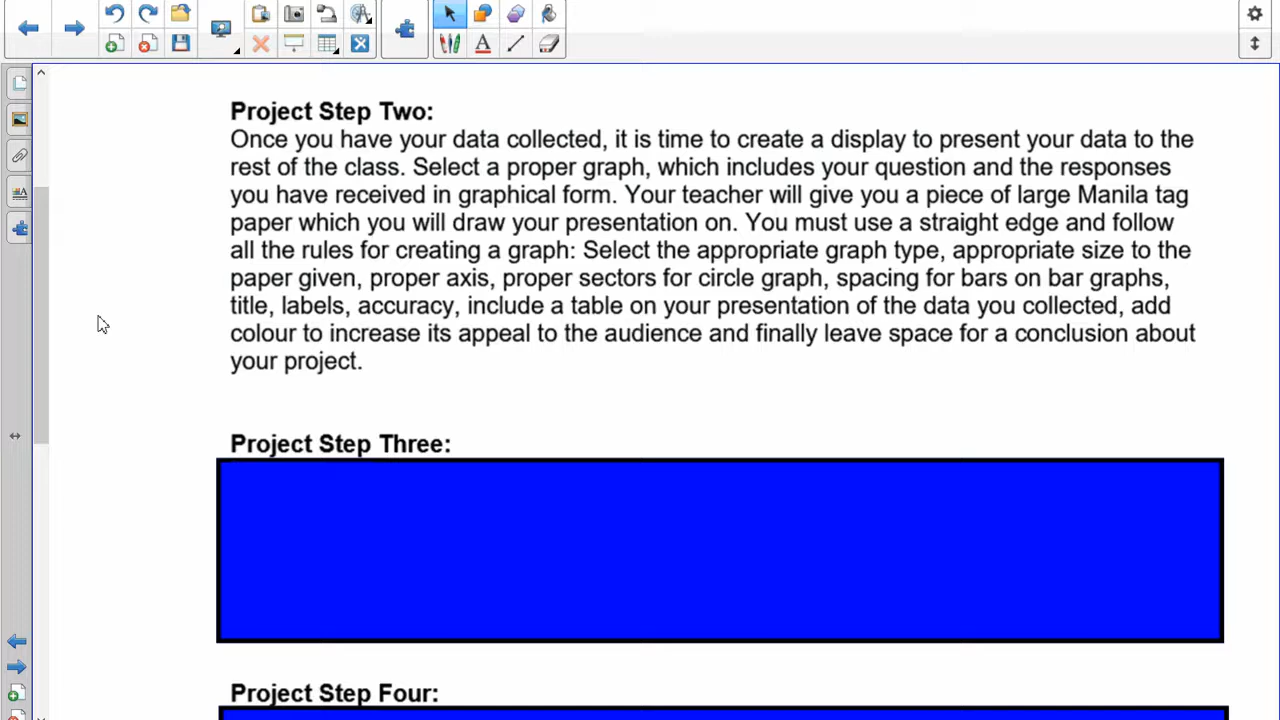 Project Step Two:
Once you have your data collected, it is time to create a display to present your data to the
rest of the class. Select a proper graph, which includes your question and the responses
you have received in graphical form. Your teacher will give you a piece of large Manila tag
paper which you will draw your presentation on. You must use a straight edge and follow
all the rules for creating a graph: Select the appropriate graph type, appropriate size to the
paper given, proper axis, proper sectors for circle graph, spacing for bars on bar graphs,
title, labels, accuracy, include a table on your presentation of the data you collected, add
colour to increase its appeal to the audience and finally leave space for a conclusion about
your project.
Project Step Three:
Project Step Four: